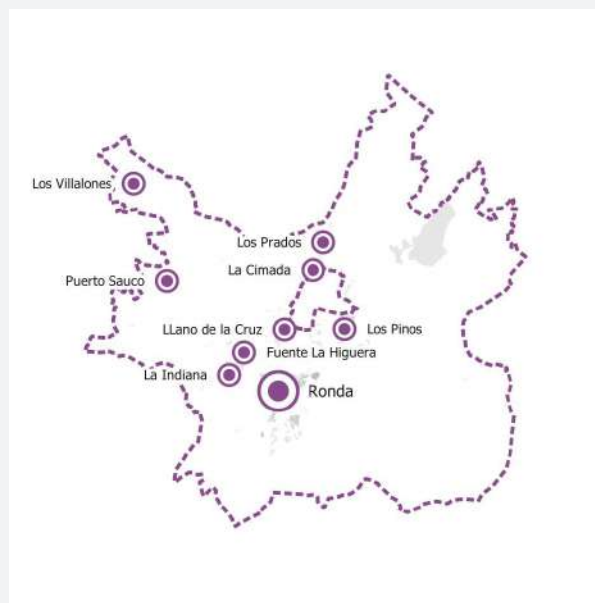 Los Villalones
Los Prados
La Cimada
Puerto Sauco
LLano de la Cruz
Los Pinos
Fuente La Higuera
La Indiana
Ronda